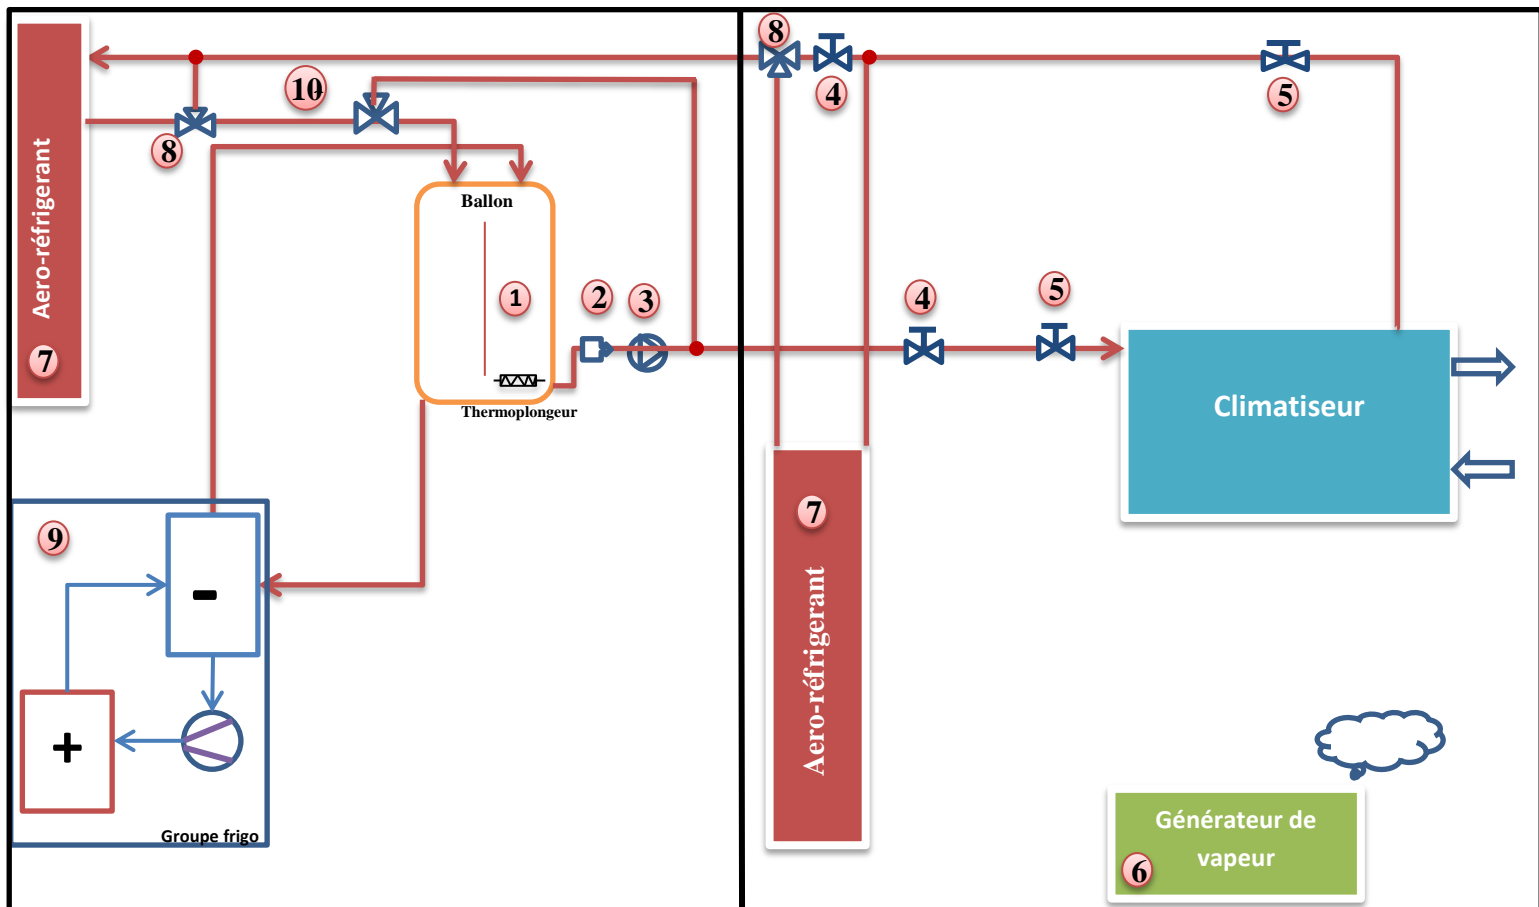 8
4
5
10
8
Aero-réfrigerant
7
Ballon
1
2
3
4
5
Thermoplongeur
Climatiseur
9
-
+
Groupe frigo
7
Aero-réfrigerant
Générateur de
vapeur
6